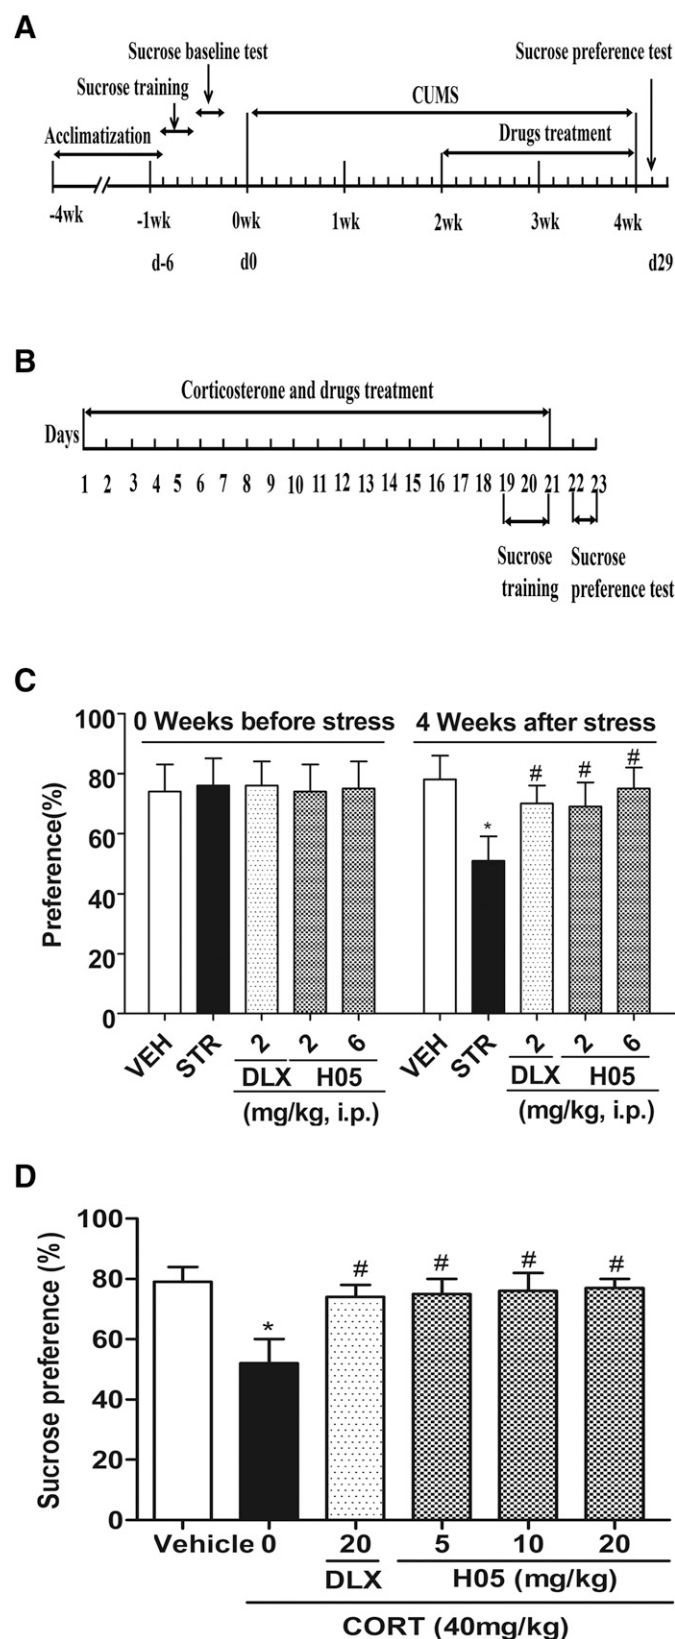 A
Sucrose baseline test
Sucrose preference test
Sucrose training
CUMS
Acclimatization
Drugs treatment
-4wk -1wk 0wk 1wk 2wk 3wk 4wk
d-6 d0 d29
B
Corticosterone and drugs treatment
Days
1 2 3 4 5 6 7 8 9 10 11 12 13 14 15 16 17 18 19 20 21 22 23
Sucrose Sucrose
training preference test
C
0 Weeks before stress 4 Weeks after stress
Preference(%)
100
80
60
40
20
0
* # # #
VEH STR 2 2 6 VEH STR 2 2 6
DLX H05 DLX H05
(mg/kg, i.p.) (mg/kg, i.p.)
D
Sucrose preference (%)
100
80
60
40
20
0
* # # # #
Vehicle 0 20 5 10 20
DLX H05 (mg/kg)
CORT (40mg/kg)